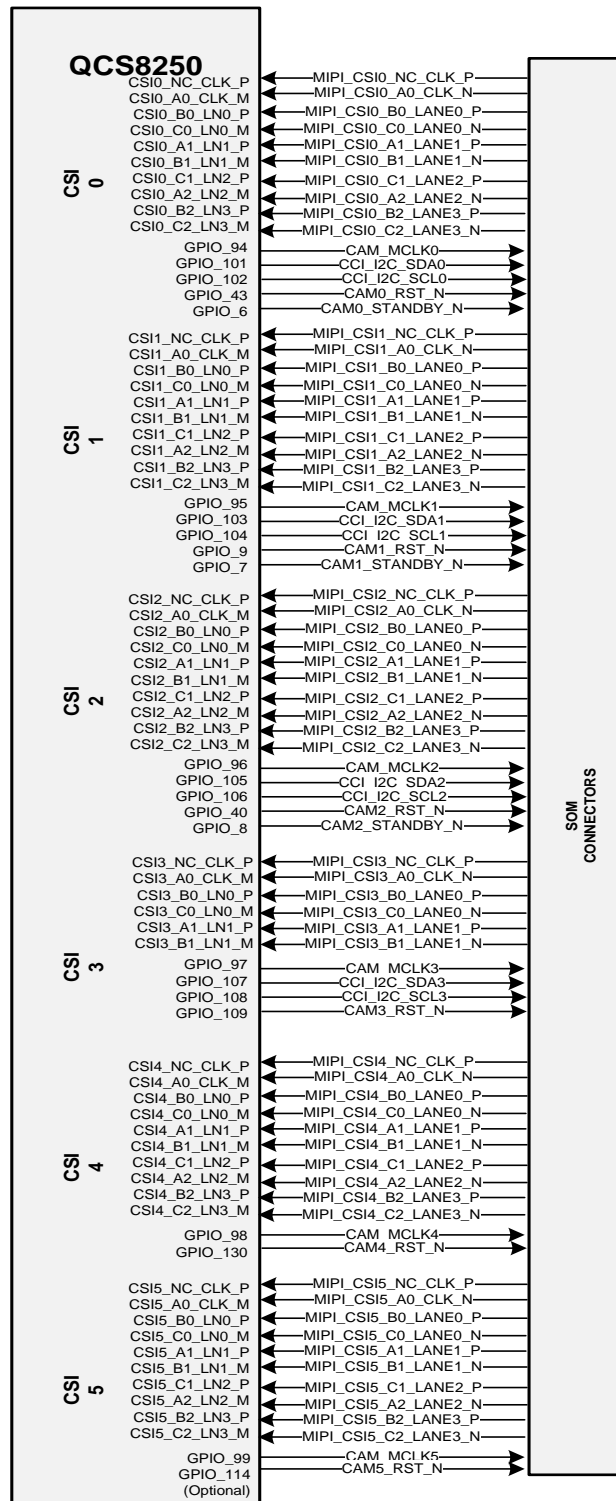 QCS8250
CSI0_NC_CLK_P MIPI_CSI0_NC_CLK_P
CSI0_A0_CLK_M MIPI_CSI0_A0_CLK_N
CSI0_B0_LN0_P MIPI_CSI0_B0_LANE0_P
CSI0_C0_LN0_M MIPI_CSI0_C0_LANE0_N
CSI0_A1_LN1_P MIPI_CSI0_A1_LANE1_P
CSI0_B1_LN1_M MIPI_CSI0_B1_LANE1_N
CSI0_C1_LN2_P MIPI_CSI0_C1_LANE2_P
CSI0_A2_LN2_M MIPI_CSI0_A2_LANE2_N
CSI0_B2_LN3_P MIPI_CSI0_B2_LANE3_P
CSI0_C2_LN3_M MIPI_CSI0_C2_LANE3_N
CSI
0
GPIO_94 CAM_MCLK0
GPIO_101 CCI_I2C_SDA0
GPIO_102 CCI_I2C_SCL0
GPIO_43 CAM0_RST_N
GPIO_6 CAM0_STANDBY_N
CSI1_NC_CLK_P MIPI_CSI1_NC_CLK_P
CSI1_A0_CLK_M MIPI_CSI1_A0_CLK_N
CSI1_B0_LN0_P MIPI_CSI1_B0_LANE0_P
CSI1_C0_LN0_M MIPI_CSI1_C0_LANE0_N
CSI1_A1_LN1_P MIPI_CSI1_A1_LANE1_P
CSI1_B1_LN1_M MIPI_CSI1_B1_LANE1_N
CSI1_C1_LN2_P MIPI_CSI1_C1_LANE2_P
CSI1_A2_LN2_M MIPI_CSI1_A2_LANE2_N
CSI1_B2_LN3_P MIPI_CSI1_B2_LANE3_P
CSI1_C2_LN3_M MIPI_CSI1_C2_LANE3_N
CSI
1
GPIO_95 CAM_MCLK1
GPIO_103 CCI_I2C_SDA1
GPIO_104 CCI_I2C_SCL1
GPIO_9 CAM1_RST_N
GPIO_7 CAM1_STANDBY_N
CSI2_NC_CLK_P MIPI_CSI2_NC_CLK_P
CSI2_A0_CLK_M MIPI_CSI2_A0_CLK_N
CSI2_B0_LN0_P MIPI_CSI2_B0_LANE0_P
CSI2_C0_LN0_M MIPI_CSI2_C0_LANE0_N
CSI2_A1_LN1_P MIPI_CSI2_A1_LANE1_P
CSI2_B1_LN1_M MIPI_CSI2_B1_LANE1_N
CSI2_C1_LN2_P MIPI_CSI2_C1_LANE2_P
CSI2_A2_LN2_M MIPI_CSI2_A2_LANE2_N
CSI2_B2_LN3_P MIPI_CSI2_B2_LANE3_P
CSI2_C2_LN3_M MIPI_CSI2_C2_LANE3_N
CSI
2
GPIO_96 CAM_MCLK2
GPIO_105 CCI_I2C_SDA2
GPIO_106 CCI_I2C_SCL2
GPIO_40 CAM2_RST_N
GPIO_8 CAM2_STANDBY_N
SOM
CONNECTORS
CSI3_NC_CLK_P MIPI_CSI3_NC_CLK_P
CSI3_A0_CLK_M MIPI_CSI3_A0_CLK_N
CSI3_B0_LN0_P MIPI_CSI3_B0_LANE0_P
CSI3_C0_LN0_M MIPI_CSI3_C0_LANE0_N
CSI3_A1_LN1_P MIPI_CSI3_A1_LANE1_P
CSI3_B1_LN1_M MIPI_CSI3_B1_LANE1_N
CSI
3
GPIO_97 CAM_MCLK3
GPIO_107 CCI_I2C_SDA3
GPIO_108 CCI_I2C_SCL3
GPIO_109 CAM3_RST_N
CSI4_NC_CLK_P MIPI_CSI4_NC_CLK_P
CSI4_A0_CLK_M MIPI_CSI4_A0_CLK_N
CSI4_B0_LN0_P MIPI_CSI4_B0_LANE0_P
CSI4_C0_LN0_M MIPI_CSI4_C0_LANE0_N
CSI4_A1_LN1_P MIPI_CSI4_A1_LANE1_P
CSI4_B1_LN1_M MIPI_CSI4_B1_LANE1_N
CSI4_C1_LN2_P MIPI_CSI4_C1_LANE2_P
CSI4_A2_LN2_M MIPI_CSI4_A2_LANE2_N
CSI4_B2_LN3_P MIPI_CSI4_B2_LANE3_P
CSI4_C2_LN3_M MIPI_CSI4_C2_LANE3_N
CSI
4
GPIO_98 CAM_MCLK4
GPIO_130 CAM4_RST_N
CSI5_NC_CLK_P MIPI_CSI5_NC_CLK_P
CSI5_A0_CLK_M MIPI_CSI5_A0_CLK_N
CSI5_B0_LN0_P MIPI_CSI5_B0_LANE0_P
CSI5_C0_LN0_M MIPI_CSI5_C0_LANE0_N
CSI5_A1_LN1_P MIPI_CSI5_A1_LANE1_P
CSI5_B1_LN1_M MIPI_CSI5_B1_LANE1_N
CSI5_C1_LN2_P MIPI_CSI5_C1_LANE2_P
CSI5_A2_LN2_M MIPI_CSI5_A2_LANE2_N
CSI5_B2_LN3_P MIPI_CSI5_B2_LANE3_P
CSI5_C2_LN3_M MIPI_CSI5_C2_LANE3_N
CSI
5
GPIO_99 CAM_MCLK5
GPIO_114 CAM5_RST_N
(Optional)